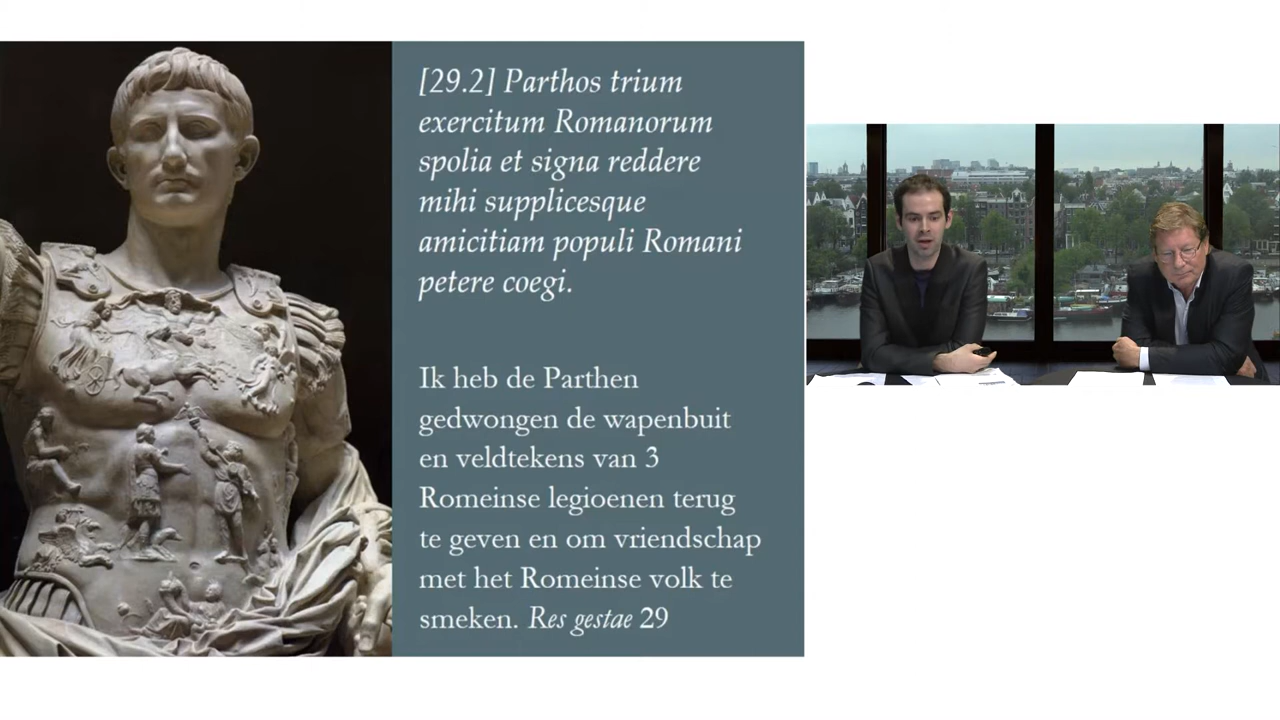 [29.2] Parthos trium
exercitum Romanorum
spolia et signa reddere
mihi supplicesque
amicitiam populi Romani
petere coegi.
Ik heb de Parthen
gedwongen de wapenbuit
en veldtekens van 3
Romeinse legioenen terug
te geven en om vriendschap
met het Romeinse volk te
smeken. Res gestae 29